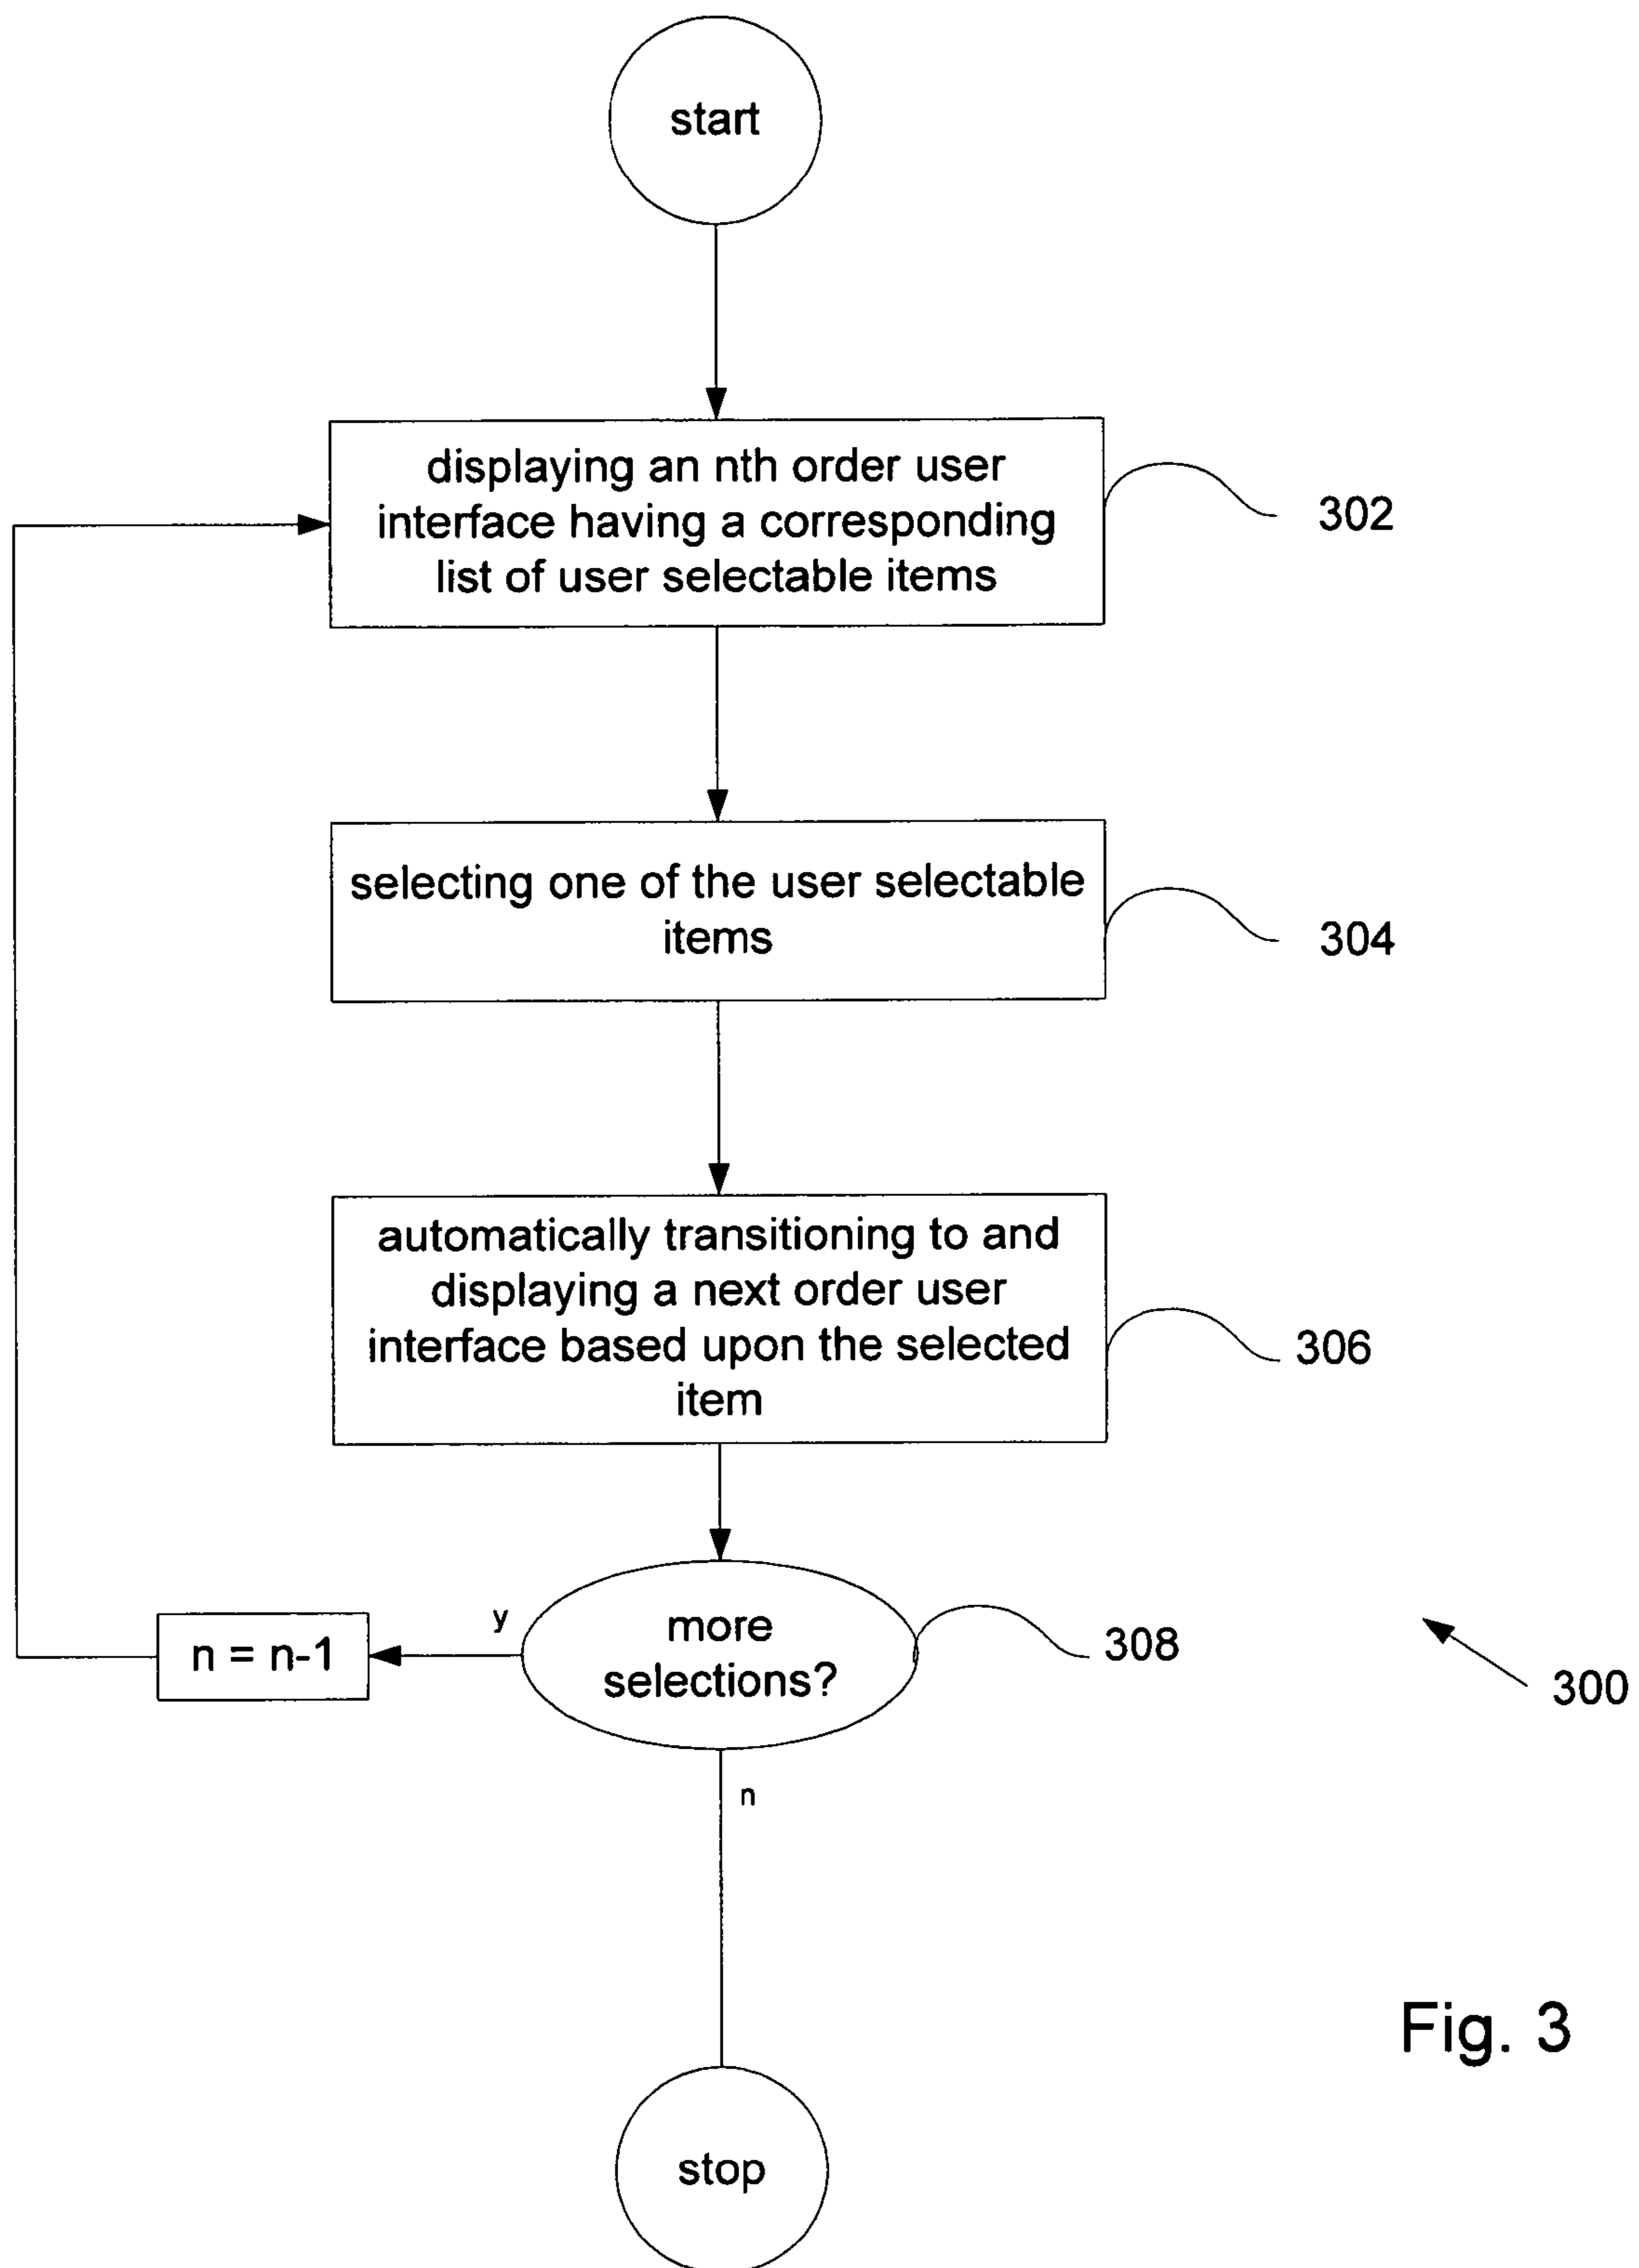 start
displaying an nth order user
interface having a corresponding
list of user selectable items
302
selecting one of the user selectable
items
304
automatically transitioning to and
displaying a next order user
interface based upon the selected
item
306
y
n = n-1
more
selections?
308
300
n
Fig. 3
stop